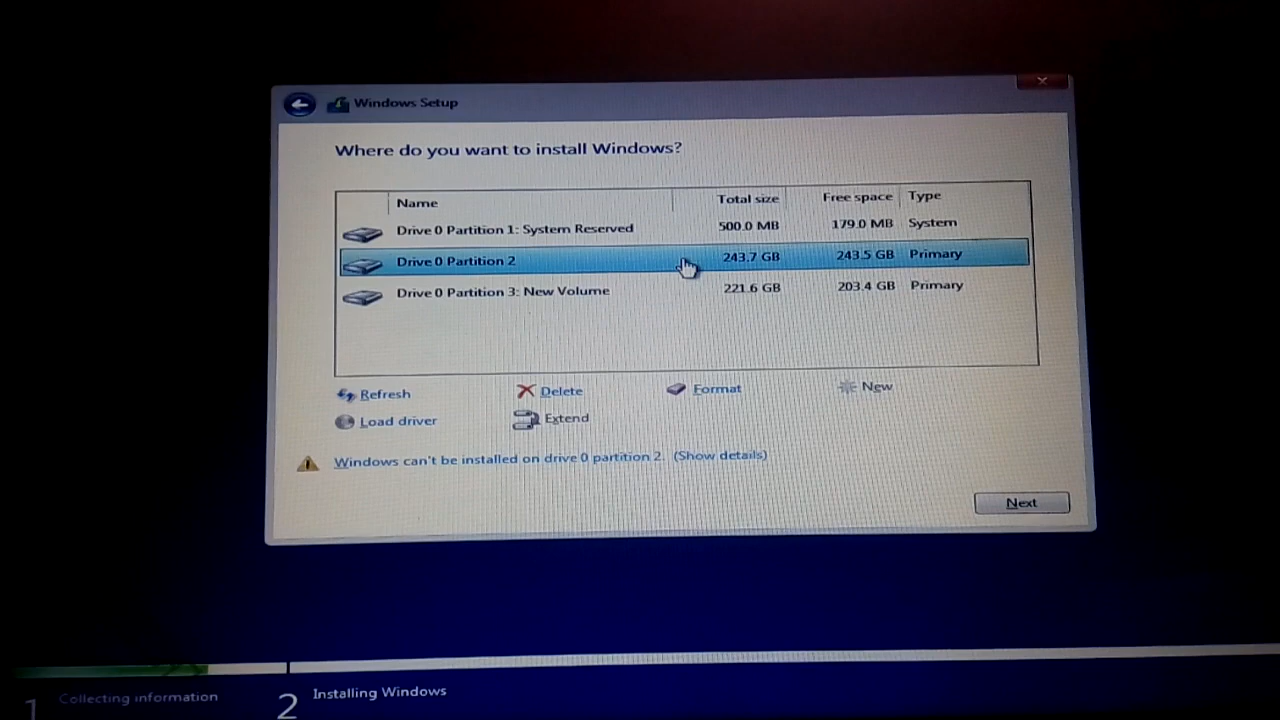 Windows Setup
Where do you want to install Windows?
Name Total size Free space Type
Drive 0 Partition 1: System Reserved 500.0 MB 179.0 MB System
Drive 0 Partition 2 243.7 GB 243.5 GB Primary
Drive 0 Partition 3: New Volume 221.6 GB 203.4 GB Primary
Refresh Delete Format New
Load driver Extend
Windows can't be installed on drive 0 partition 2. (Show details)
Next
1 Collecting information 2 Installing Windows